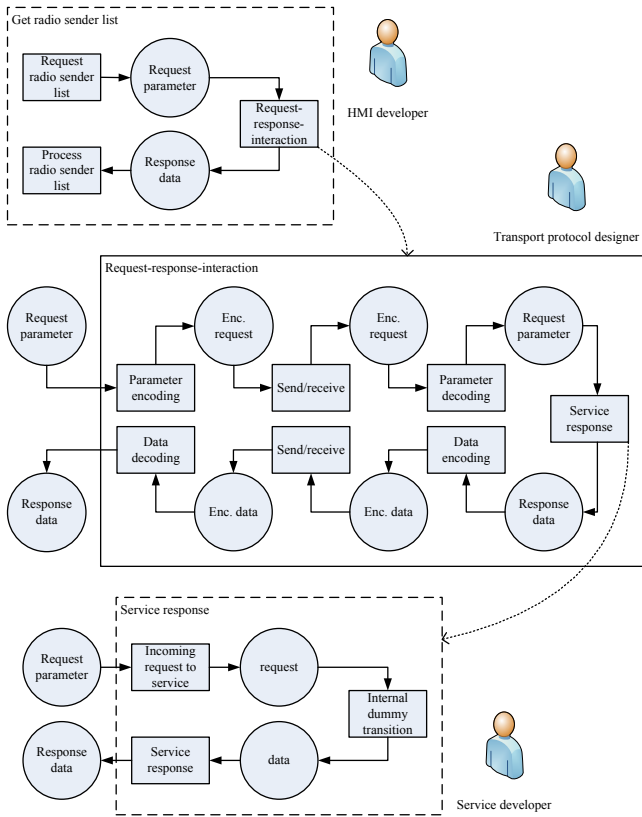 Get radio sender list
Request
radio sender
list
Request
parameter
Request-
response-
interaction
Process
radio sender
list
Response
data
HMI developer
Transport protocol designer
Request-response-interaction
Request
parameter
Enc.
request
Enc.
request
Request
parameter
Parameter
encoding
Send/receive
Parameter
decoding
Service
response
Data
decoding
Send/receive
Data
encoding
Response
data
Enc. data
Enc. data
Response
data
Service response
Request
parameter
Incoming
request to
service
request
Internal
dummy
transition
Response
data
Service
response
data
Service developer